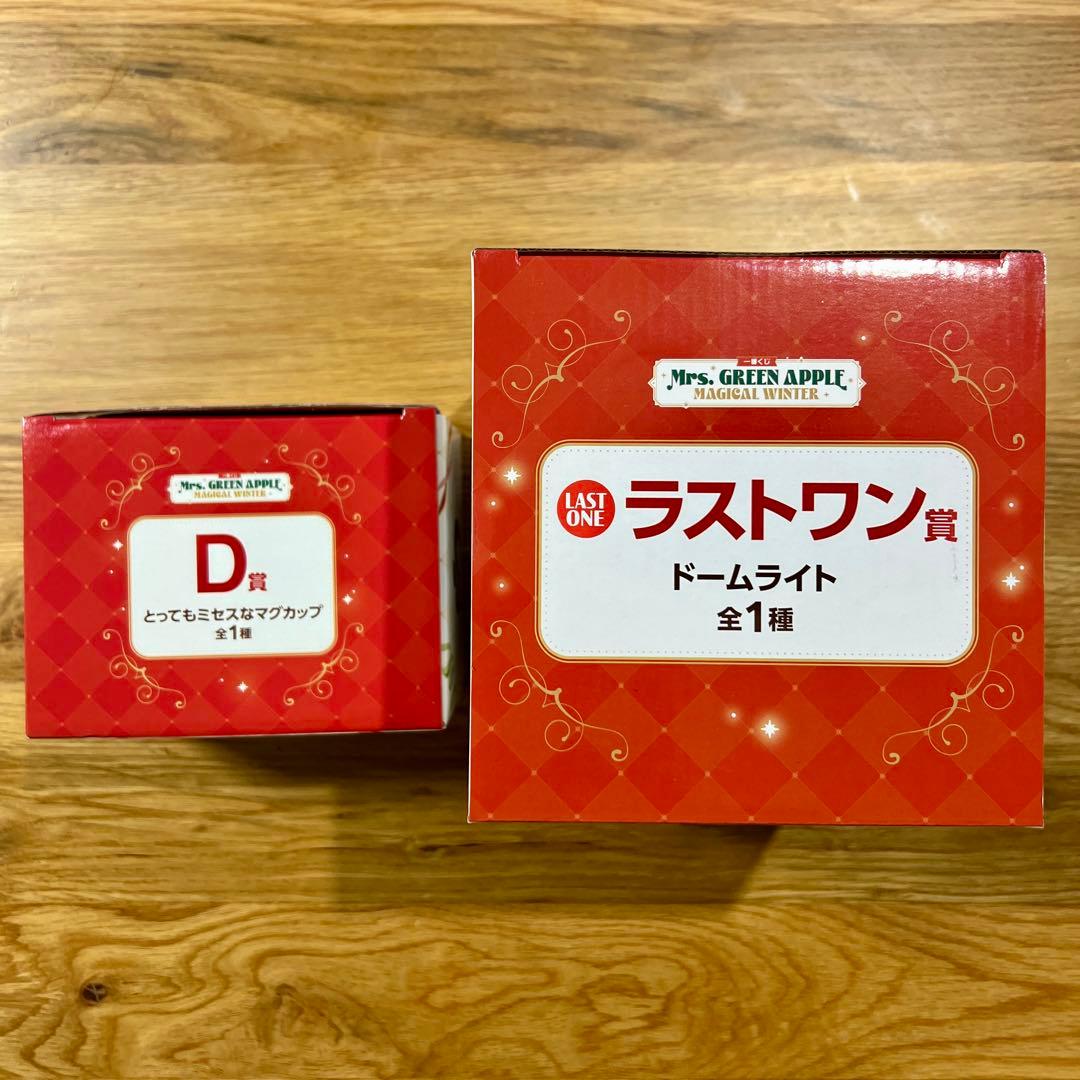 Mrs. GREEN APPLE
MAGICAL WINTER
D賞
とってもミセスなマグカップ
全1種
一番くじ
Mrs. GREEN APPLE
MAGICAL WINTER
LAST
ONE
ラストワン賞
ドームライト
全1種